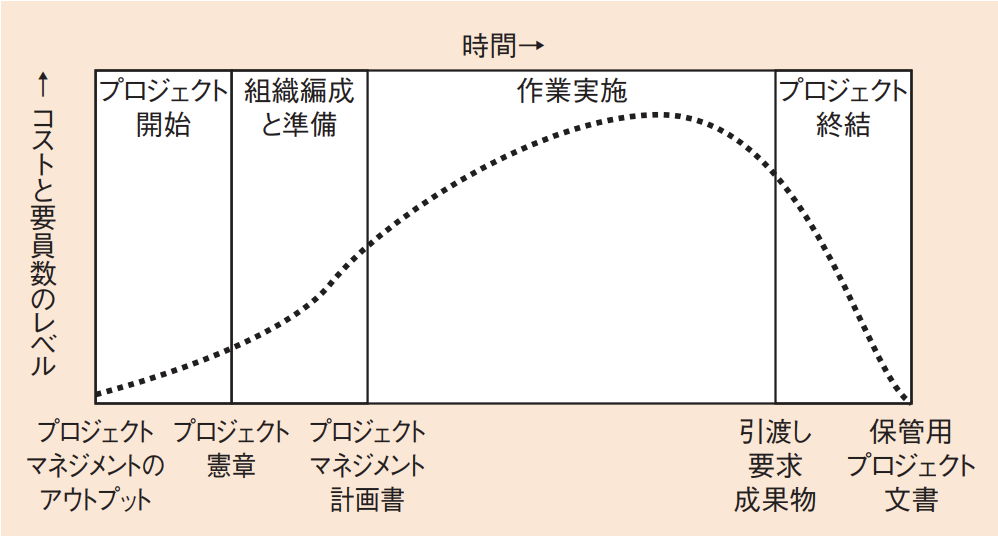 時間→
←コストと要員数のレベル
プロジェクト
開始
組織編成
と準備
作業実施
プロジェクト
終結
プロジェクト
マネジメントの
アウトプット
プロジェクト
憲章
プロジェクト
マネジメント
計画書
引渡し
要求
成果物
保管用
プロジェクト
文書